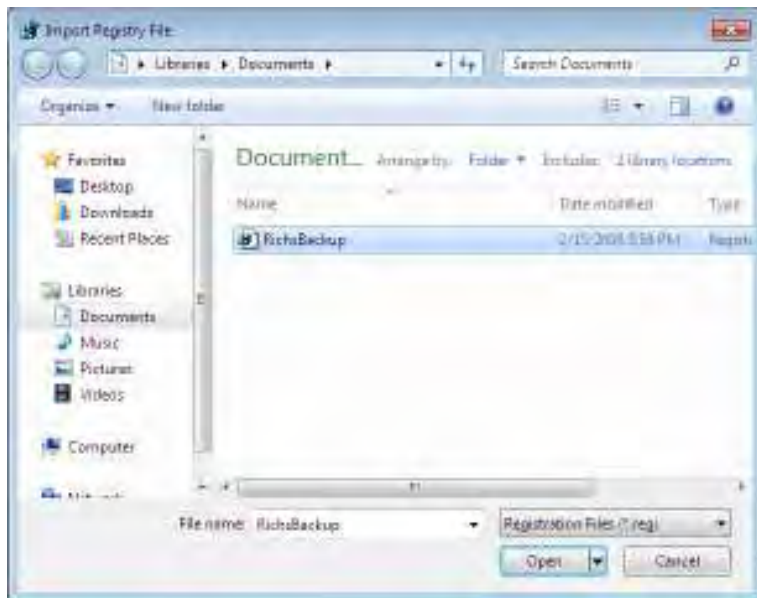 Import Registry File
Libraries Documents
Search Documents
Organize New folder
Favorites
Desktop
Downloads
Recent Places
Libraries
Documents
Music
Pictures
Videos
Computer
Document... Arrange by: Folder Includes: 2 library locations
Name Date modified Type
RichsBackup PM
File name: RichsBackup
Registration Files (*.reg)
Open Cancel